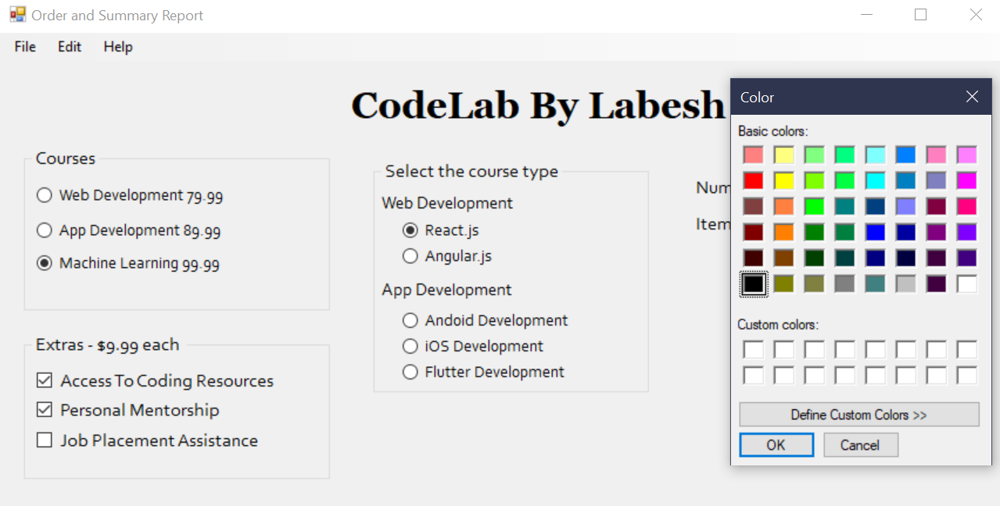 Order and Summary Report
File Edit Help
CodeLab By Labesh
Courses
Web Development 79.99
App Development 89.99
Machine Learning 99.99
Extras - $9.99 each
Access To Coding Resources
Personal Mentorship
Job Placement Assistance
Select the course type
Web Development
React.js
Angular.js
App Development
Andoid Development
iOS Development
Flutter Development
Num
Item
Color
Basic colors:
Custom colors:
Define Custom Colors >>
OK Cancel